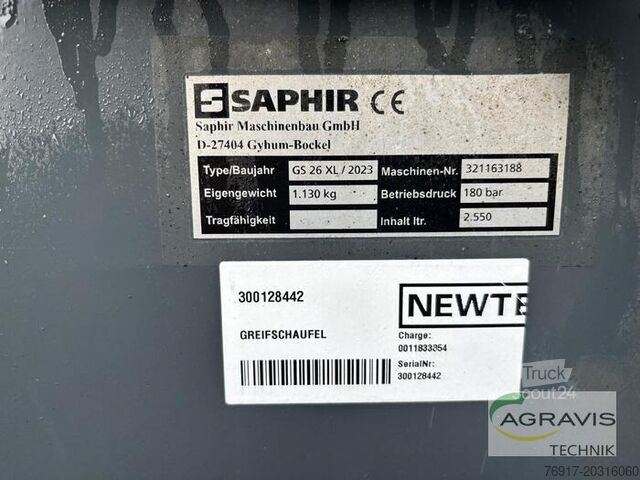 SAPHIR CE
Saphir Maschinenbau GmbH
D-27404 Gyhum-Bockel
Type/Baujahr GS 26 XL / 2023 Maschinen-Nr. 321163188
Eigengewicht 1.130 kg Betriebsdruck 180 bar
Tragfähigkeit Inhalt ltr. 2.550
300128442
GREIFSCHAUFEL
NEWTE
Charge:
0011833354
SerialNr:
300128442
Truck
Scout24
AGRAVIS
TECHNIK
76917-20316060